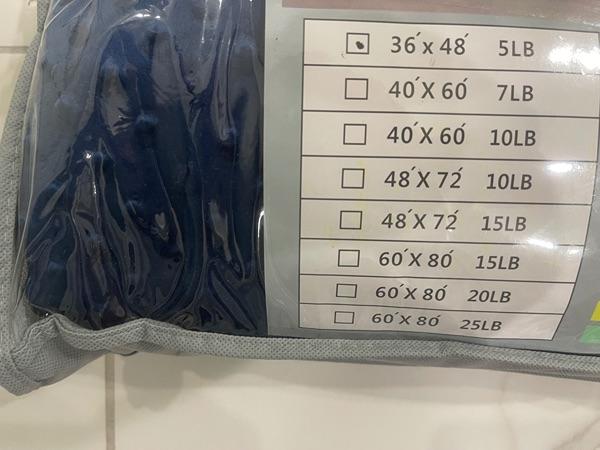 36´x 48´ 5LB
40´X 60´ 7LB
40´X 60´ 10LB
48´X 72´ 10LB
48´X 72´ 15LB
60´X 80´ 15LB
60´X 80´ 20LB
60´X 80´ 25LB